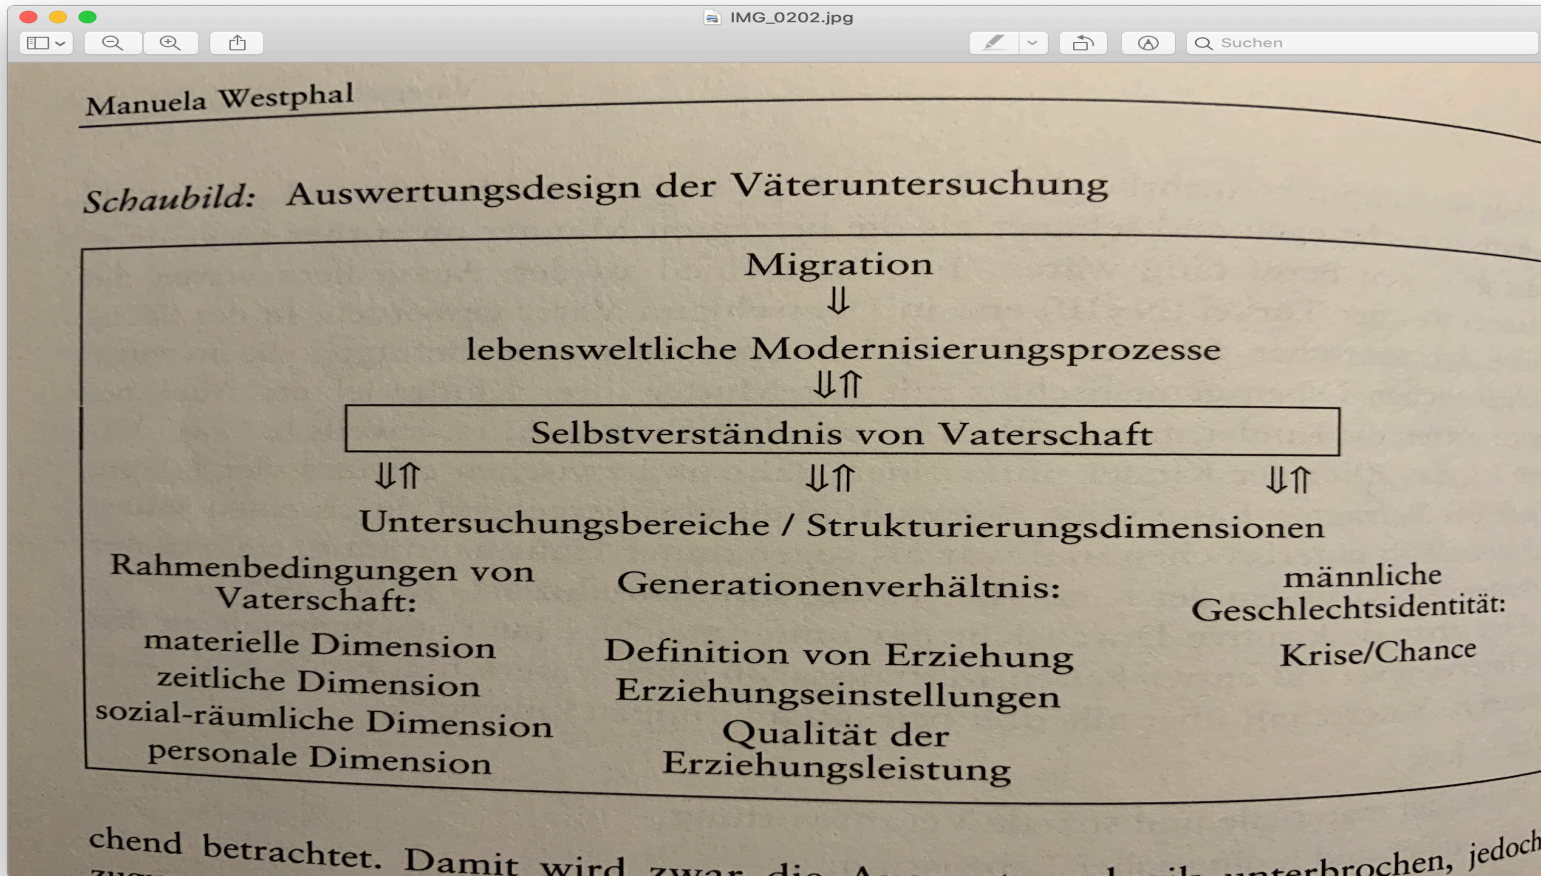 IMG_0202.jpg
Suchen
Manuela Westphal
Schaubild: Auswertungsdesign der Väteruntersuchung
Migration
⇓
lebensweltliche Modernisierungsprozesse
⇓⇑
Selbstverständnis von Vaterschaft
⇓⇑ ⇓⇑ ⇓⇑
Untersuchungsbereiche / Strukturierungsdimensionen
Rahmenbedingungen von
Vaterschaft:
materielle Dimension
zeitliche Dimension
sozial-räumliche Dimension
personale Dimension
Generationenverhältnis:
Definition von Erziehung
Erziehungseinstellungen
Qualität der
Erziehungsleistung
männliche
Geschlechtsidentität:
Krise/Chance
chend betrachtet. Damit wird zwar die unterbrochen, jedoch